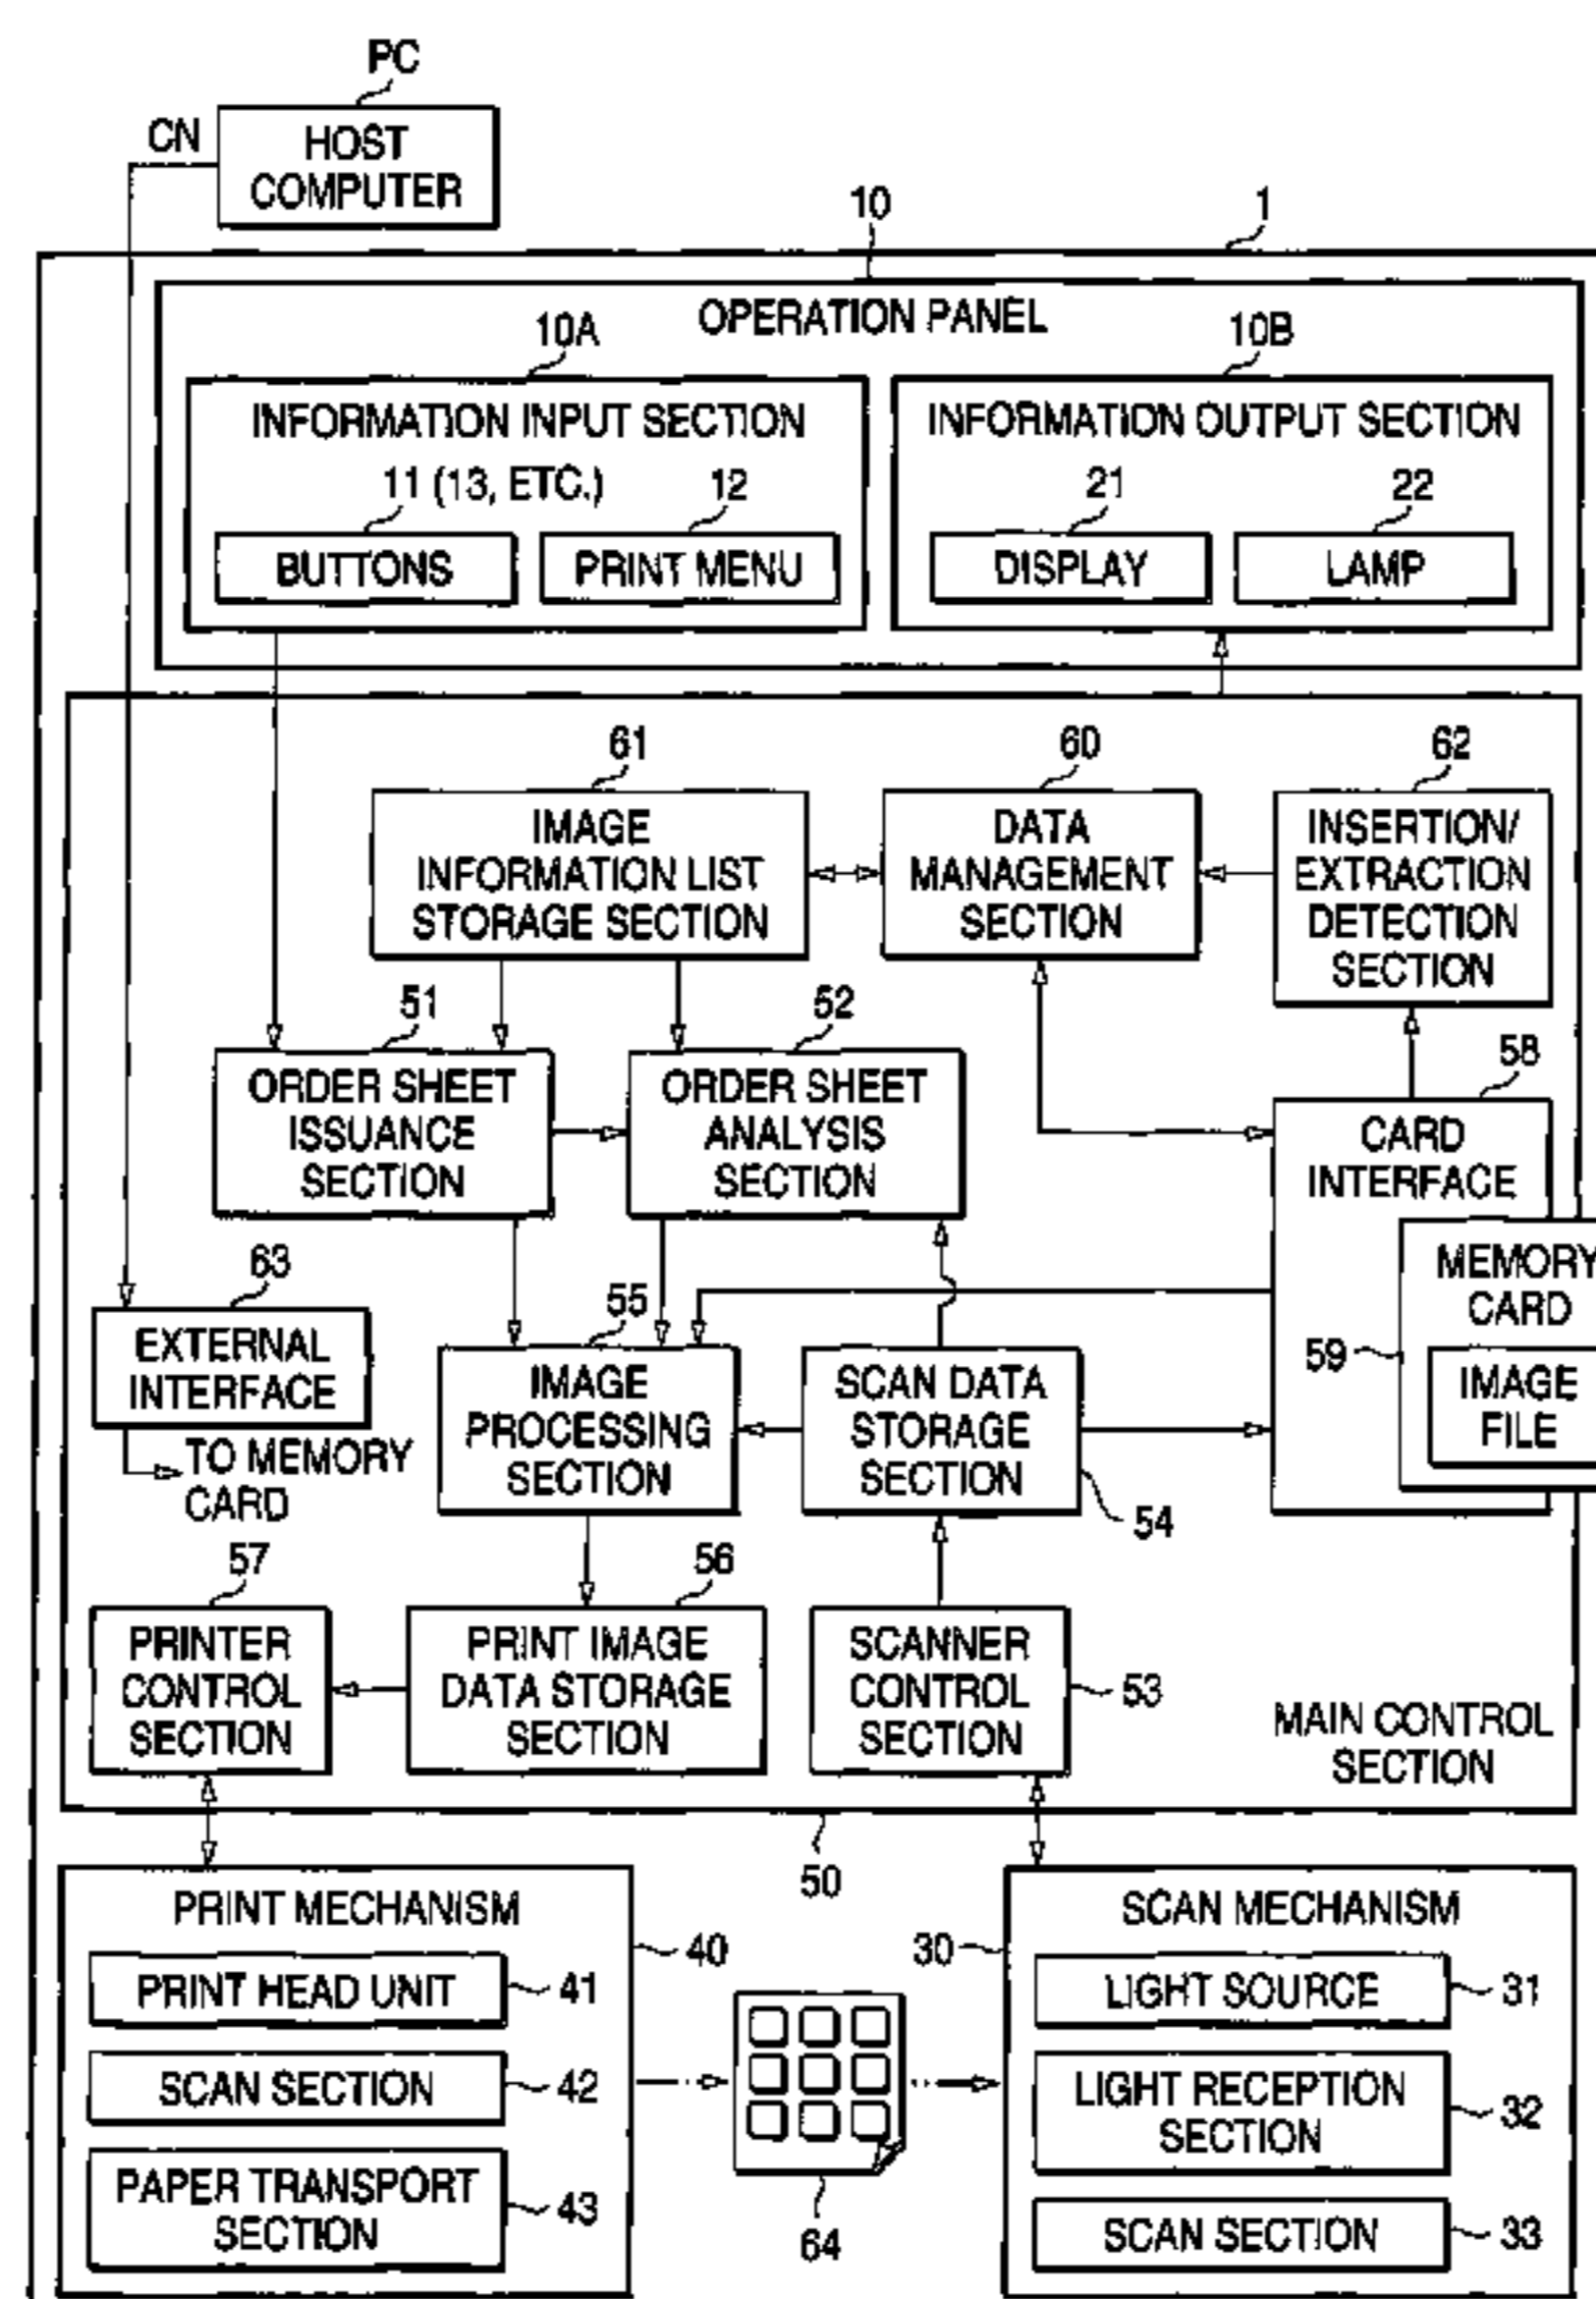 PC
CN
HOST
COMPUTER
10
1
OPERATION PANEL
10A
10B
INFORMATION INPUT SECTION
INFORMATION OUTPUT SECTION
11 (13, ETC.)
12
21
22
BUTTONS
PRINT MENU
DISPLAY
LAMP
61
60
62
IMAGE
INFORMATION LIST
STORAGE SECTION
DATA
MANAGEMENT
SECTION
INSERTION/
EXTRACTION
DETECTION
SECTION
51
52
58
ORDER SHEET
ISSUANCE
SECTION
ORDER SHEET
ANALYSIS
SECTION
CARD
INTERFACE
63
55
MEMORY
CARD
59
IMAGE
FILE
EXTERNAL
INTERFACE
TO MEMORY
CARD
IMAGE
PROCESSING
SECTION
SCAN DATA
STORAGE
SECTION
54
57
56
PRINTER
CONTROL
SECTION
PRINT IMAGE
DATA STORAGE
SECTION
SCANNER
CONTROL
SECTION
53
MAIN CONTROL
SECTION
50
PRINT MECHANISM
40
PRINT HEAD UNIT
41
SCAN SECTION
42
PAPER TRANSPORT
SECTION
43
64
SCAN MECHANISM
30
LIGHT SOURCE
31
LIGHT RECEPTION
SECTION
32
SCAN SECTION
33